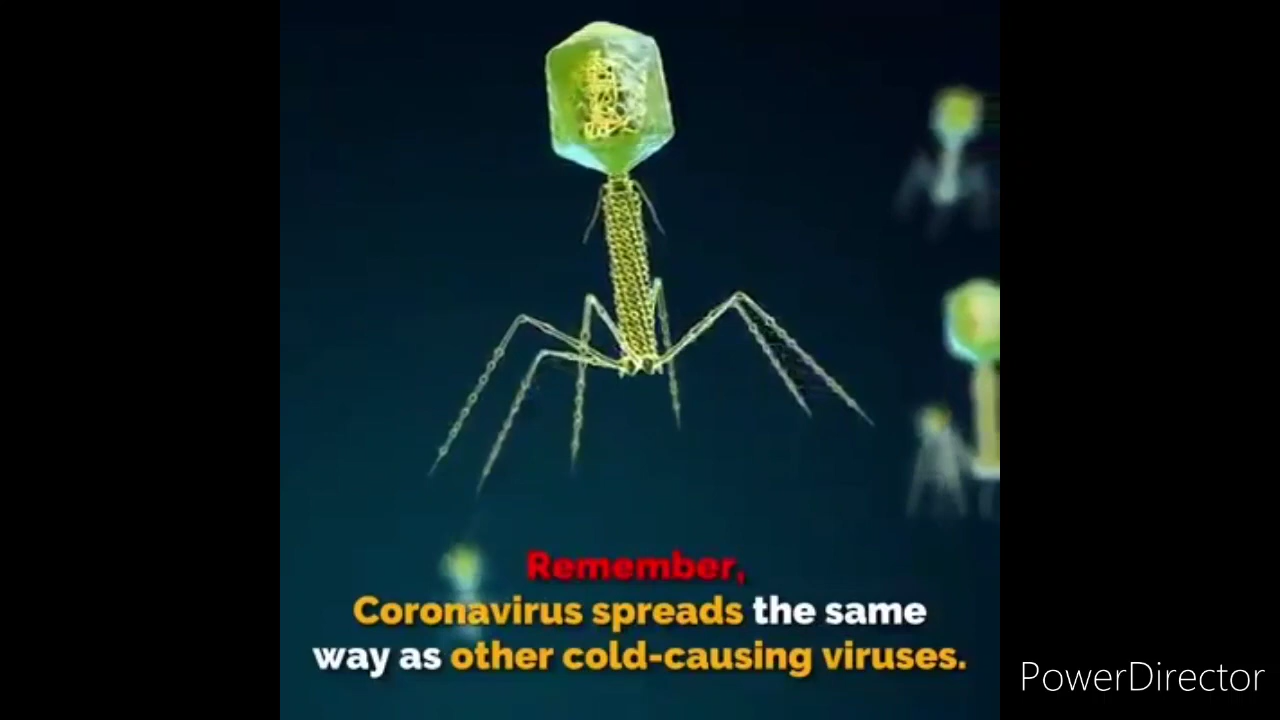 Remember,
Coronavirus spreads the same
way as other cold-causing viruses.
PowerDirector